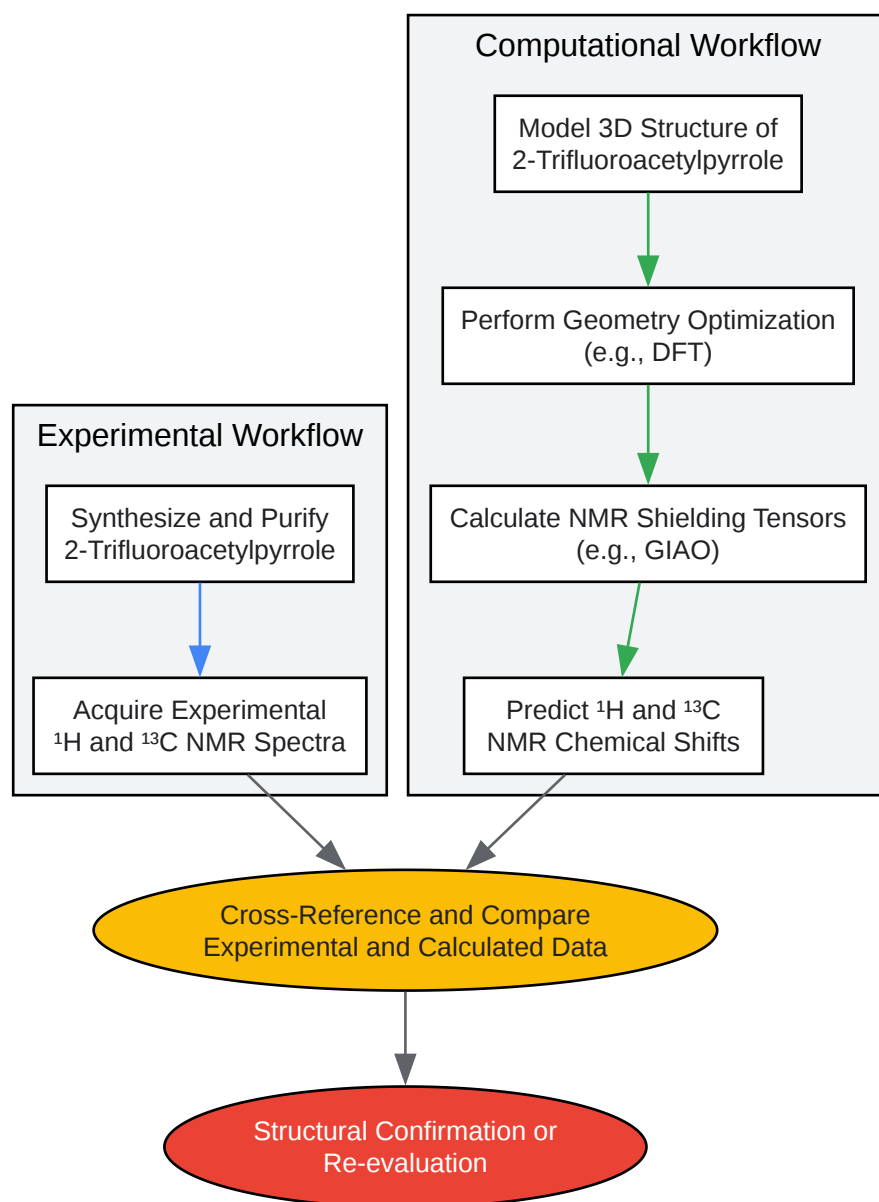 Computational Workflow
Model 3D Structure of
2-Trifluoroacetylpyrrole
Perform Geometry Optimization
(e.g., DFT)
Calculate NMR Shielding Tensors
(e.g., GIAO)
Predict ¹H and ¹³C
NMR Chemical Shifts
Experimental Workflow
Synthesize and Purify
2-Trifluoroacetylpyrrole
Acquire Experimental
¹H and ¹³C NMR Spectra
Cross-Reference and Compare
Experimental and Calculated Data
Structural Confirmation or
Re-evaluation